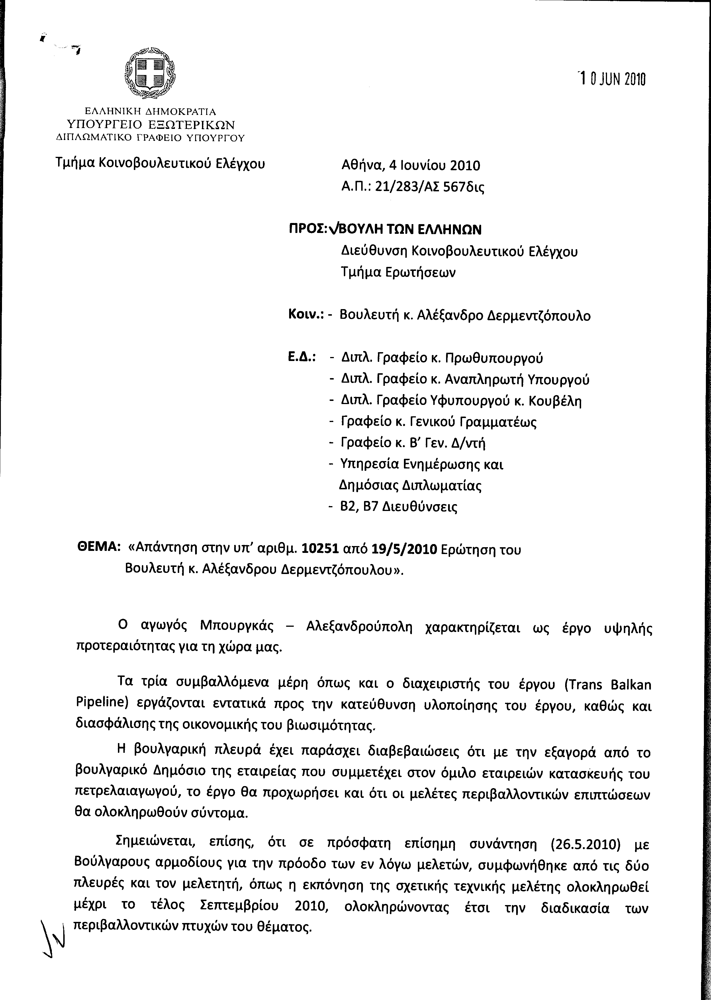 10 JUN 2010
ΕΛΛΗΝΙΚΗ ΔΗΜΟΚΡΑΤΙΑ
ΥΠΟΥΡΓΕΙΟ ΕΞΩΤΕΡΙΚΩΝ
ΔΙΠΛΩΜΑΤΙΚΟ ΓΡΑΦΕΙΟ ΥΠΟΥΡΓΟΥ
Τμήμα Κοινοβουλευτικού Ελέγχου
Αθήνα, 4 Ιουνίου 2010
Α.Π.: 21/283/ΑΣ 567δις
ΠΡΟΣ:√ΒΟΥΛΗ ΤΩΝ ΕΛΛΗΝΩΝ
Διεύθυνση Κοινοβουλευτικού Ελέγχου
Τμήμα Ερωτήσεων
Κοιν.: - Βουλευτή κ. Αλέξανδρο Δερμεντζόπουλο
Ε.Δ.: - Διπλ. Γραφείο κ. Πρωθυπουργού
- Διπλ. Γραφείο κ. Αναπληρωτή Υπουργού
- Διπλ. Γραφείο Υφυπουργού κ. Κουβέλη
- Γραφείο κ. Γενικού Γραμματέως
- Γραφείο κ. Β’ Γεν. Δ/ντή
- Υπηρεσία Ενημέρωσης και
Δημόσιας Διπλωματίας
- Β2, Β7 Διευθύνσεις
ΘΕΜΑ: «Απάντηση στην υπ’ αριθμ. 10251 από 19/5/2010 Ερώτηση του
Βουλευτή κ. Αλέξανδρου Δερμεντζόπουλου».
Ο αγωγός Μπουργκάς – Αλεξανδρούπολη χαρακτηρίζεται ως έργο υψηλής
προτεραιότητας για τη χώρα μας.
Τα τρία συμβαλλόμενα μέρη όπως και ο διαχειριστής του έργου (Trans Balkan
Pipeline) εργάζονται εντατικά προς την κατεύθυνση υλοποίησης του έργου, καθώς και
διασφάλισης της οικονομικής του βιωσιμότητας.
Η βουλγαρική πλευρά έχει παράσχει διαβεβαιώσεις ότι με την εξαγορά από το
βουλγαρικό Δημόσιο της εταιρείας που συμμετέχει στον όμιλο εταιρειών κατασκευής του
πετρελαιαγωγού, το έργο θα προχωρήσει και ότι οι μελέτες περιβαλλοντικών επιπτώσεων
θα ολοκληρωθούν σύντομα.
Σημειώνεται, επίσης, ότι σε πρόσφατη επίσημη συνάντηση (26.5.2010) με
Βούλγαρους αρμοδίους για την πρόοδο των εν λόγω μελετών, συμφωνήθηκε από τις δύο
πλευρές και τον μελετητή, όπως η εκπόνηση της σχετικής τεχνικής μελέτης ολοκληρωθεί
μέχρι το τέλος Σεπτεμβρίου 2010, ολοκληρώνοντας έτσι την διαδικασία των
περιβαλλοντικών πτυχών του θέματος.